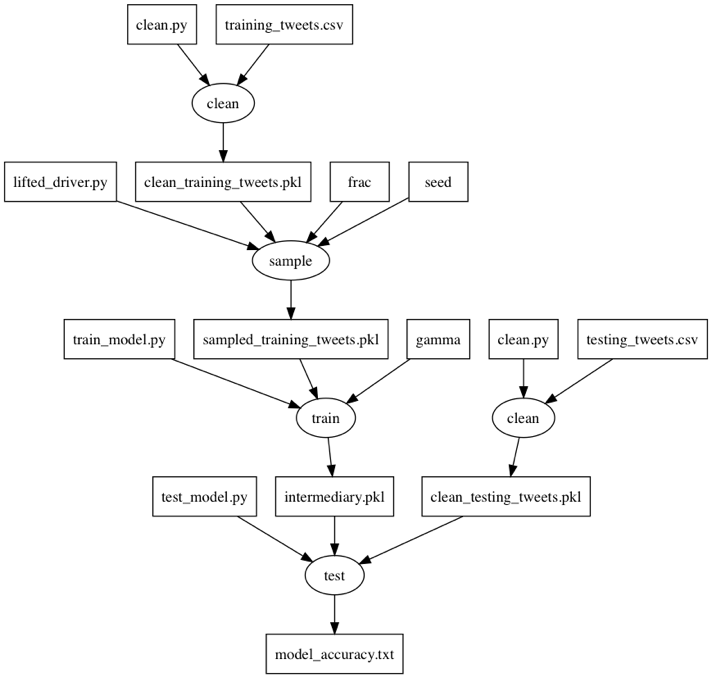 clean.py
training_tweets.csv
clean
lifted_driver.py
clean_training_tweets.pkl
frac
seed
sample
train_model.py
sampled_training_tweets.pkl
gamma
clean.py
testing_tweets.csv
train
clean
test_model.py
intermediary.pkl
clean_testing_tweets.pkl
test
model_accuracy.txt